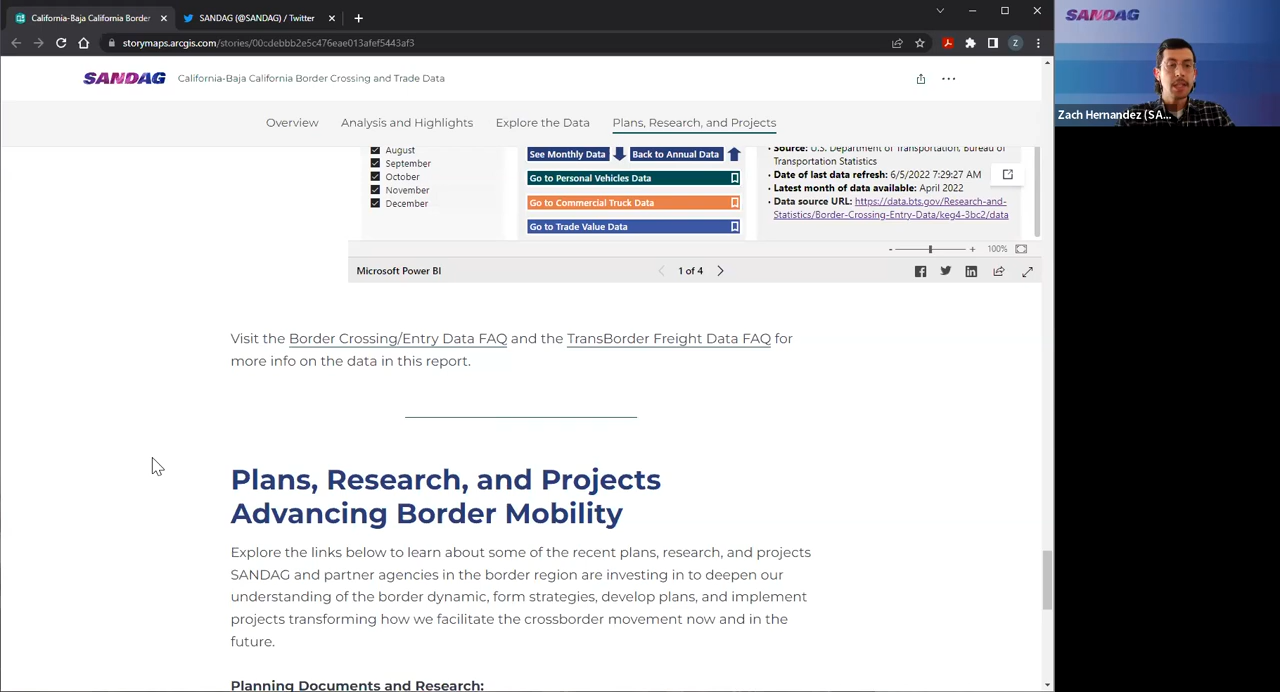 California-Baja California Border
SANDAG (@SANDAG) / Twitter
storymaps.arcgis.com/stories/00cdebbb2e5c476eae013afef5443af3
Z
SANDAG
California-Baja California Border Crossing and Trade Data
Overview
Analysis and Highli
Explore the Data
Plans, Research, and Projects
August
September
October
November
December
See Monthly Data
Back to Annual Data
Go to Personal Vehicles Data
Go to Commercial Truck Data
Go to Trade Value Data
• Source: U.S. Department of Transportation, Bureau of
Transportation Statistics
• Date of last data refresh: 6/5/2022 7:29:27 AM
• Latest month of data available: April 2022
• Data source URL: https://data.bts.gov/Research-and-
Statistics/Border-Crossing-Entry-Data/keg4-3bc2/data
- + 100%
Microsoft Power BI
1 of 4
Visit the Border Crossing/Entry Data FAQ and the TransBorder Freight Data FAQ for
more info on the data in this report.
Plans, Research, and Projects
Advancing Border Mobility
Explore the links below to learn about some of the recent plans, research, and projects
SANDAG and partner agencies in the border region are investing in to deepen our
understanding of the border dynamic, form strategies, develop plans, and implement
projects transforming how we facilitate the crossborder movement now and in the
future.
Planning Documents and Research:
SANDAG
Zach Hernandez (SA...